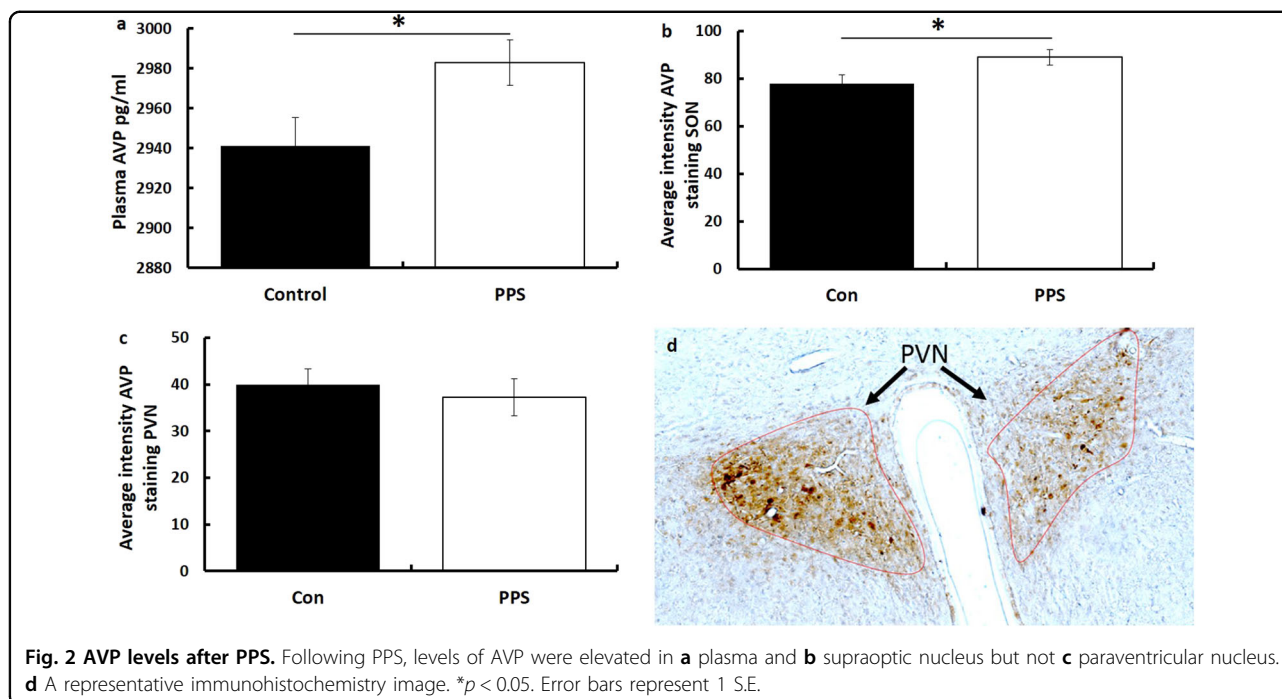 a
*
Plasma AVP pg/ml
3000
2980
2960
2940
2920
2900
2880
Control
PPS
b
*
Average intensity AVP
staining SON
100
80
60
40
20
0
Con
PPS
c
Average intensity AVP
staining PVN
50
40
30
20
10
0
Con
PPS
d
PVN
Fig. 2 AVP levels after PPS. Following PPS, levels of AVP were elevated in a plasma and b supraoptic nucleus but not c paraventricular nucleus.
d A representative immunohistochemistry image. *p < 0.05. Error bars represent 1 S.E.